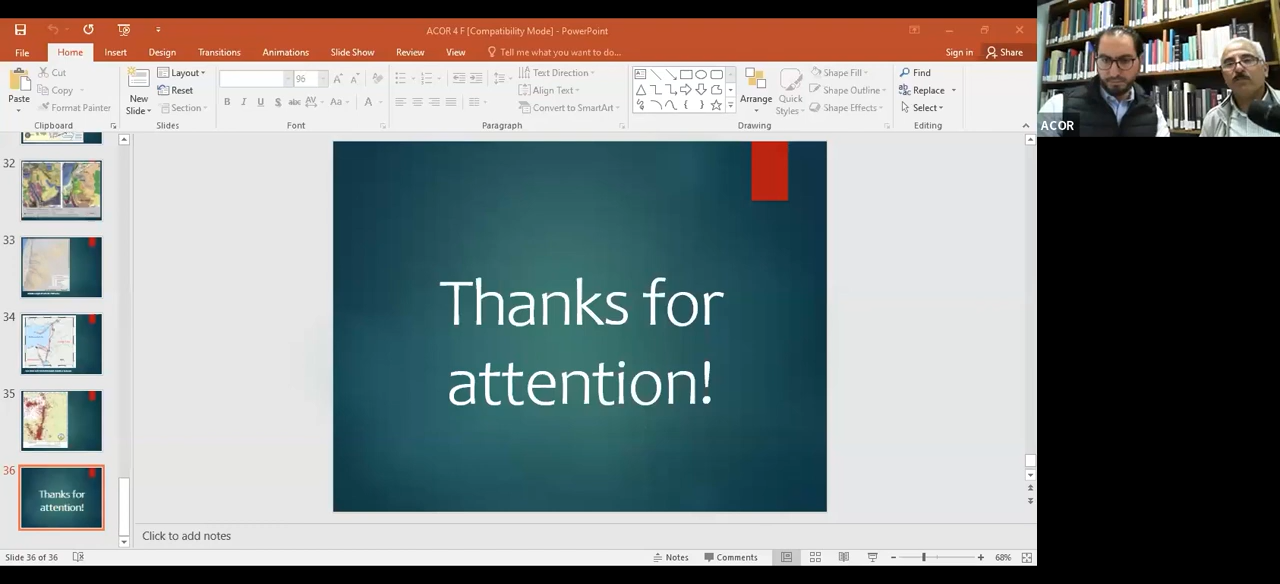 ACOR 4 F [Compatibility Mode] - PowerPoint
File Home Insert Design Transitions Animations Slide Show Review View Tell me what you want to do... Sign in Share
Cut
Copy
Format Painter
Paste
Clipboard
New
Slide
Layout
Reset
Section
Slides
96
B I U S abc AV Aa A
Font
Text Direction
Align Text
Convert to SmartArt
Paragraph
Arrange
Quick
Styles
Shape Fill
Shape Outline
Shape Effects
Drawing
Find
Replace
Select
Editing
ACOR
32
33
34
35
36
Thanks for
attention!
Thanks for
attention!
Click to add notes
Slide 36 of 36
Notes
Comments
68%